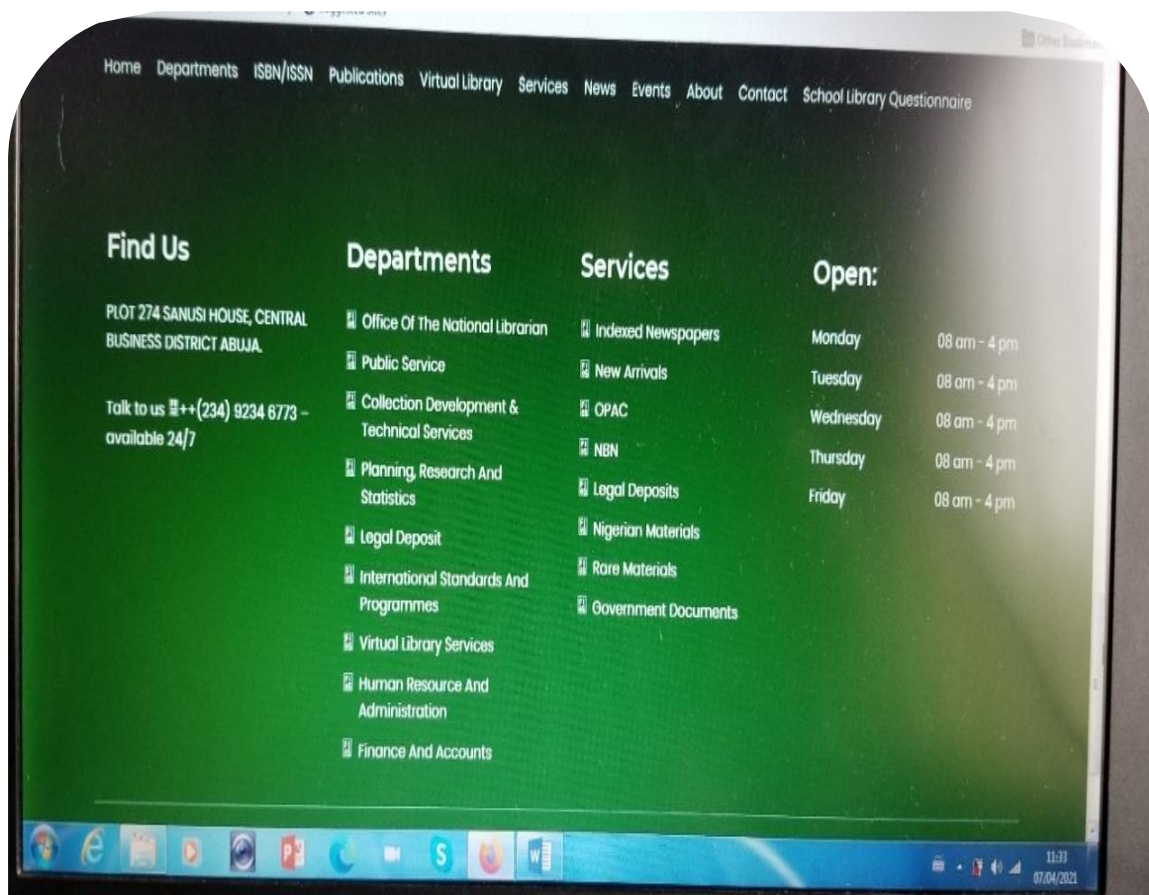 Suggested Sites
Other Bookmarks
Home Departments ISBN/ISSN Publications Virtual Library Services News Events About Contact School Library Questionnaire
Find Us
PLOT 274 SANUSI HOUSE, CENTRAL
BUSINESS DISTRICT ABUJA.
Talk to us ++(234) 9234 6773 –
available 24/7
Departments
Office Of The National Librarian
Public Service
Collection Development &
Technical Services
Planning, Research And
Statistics
Legal Deposit
International Standards And
Programmes
Virtual Library Services
Human Resource And
Administration
Finance And Accounts
Services
Indexed Newspapers
New Arrivals
OPAC
NBN
Legal Deposits
Nigerian Materials
Rare Materials
Government Documents
Open:
Monday 08 am - 4 pm
Tuesday 08 am - 4 pm
Wednesday 08 am - 4 pm
Thursday 08 am - 4 pm
Friday 08 am - 4 pm
11:33
07/04/2021